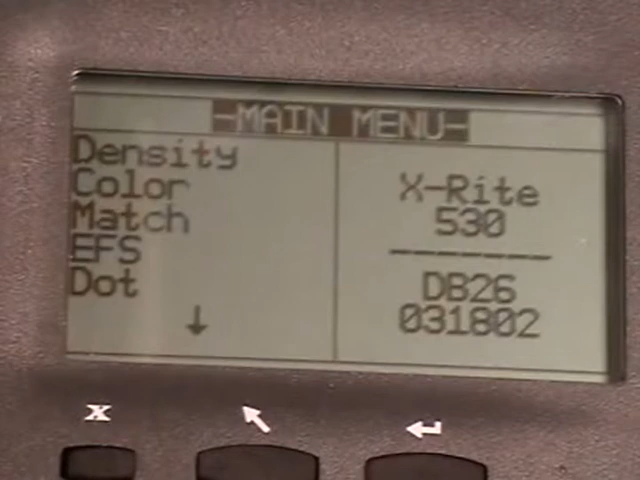 -MAIN MENU-
Density
Color
Match
EFS
Dot
X-Rite
530
----------
DB26
031802
X